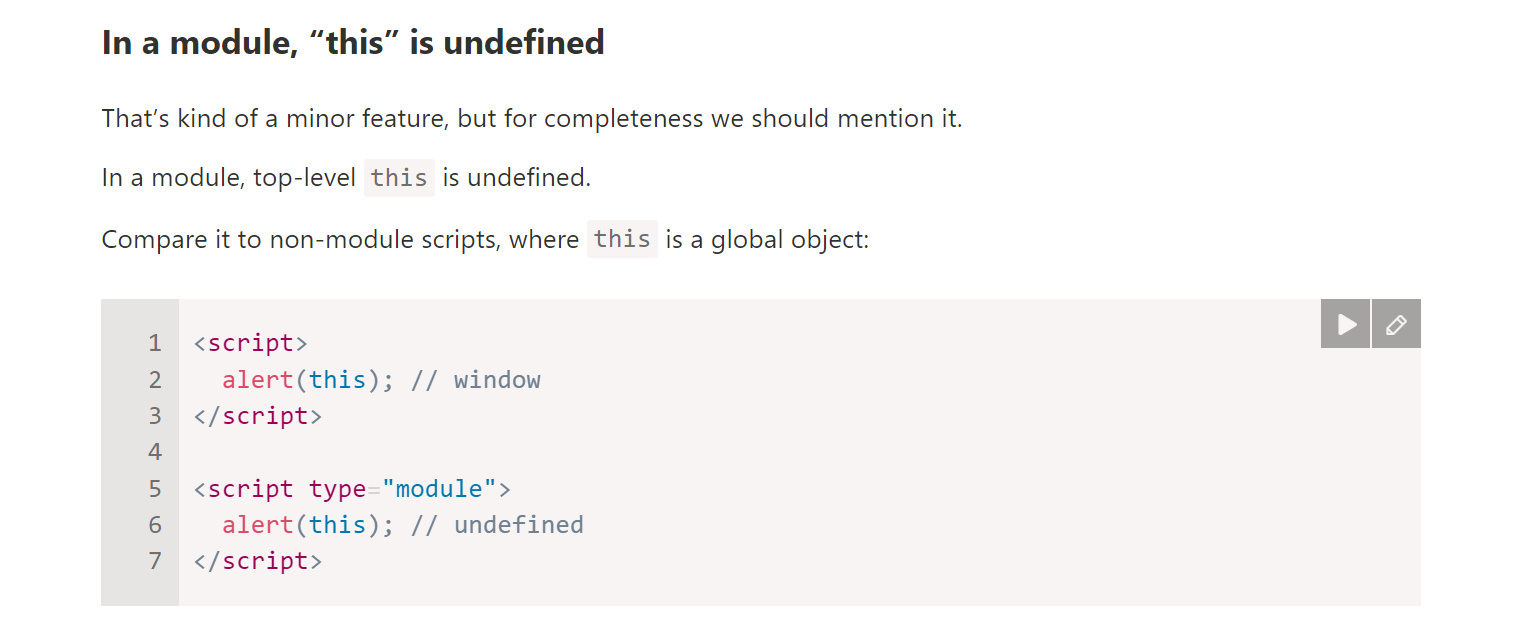 In a module, “this” is undefined
That’s kind of a minor feature, but for completeness we should mention it.
In a module, top-level this is undefined.
Compare it to non-module scripts, where this is a global object:
1 <script>
2   alert(this); // window
3 </script>
4
5 <script type="module">
6   alert(this); // undefined
7 </script>